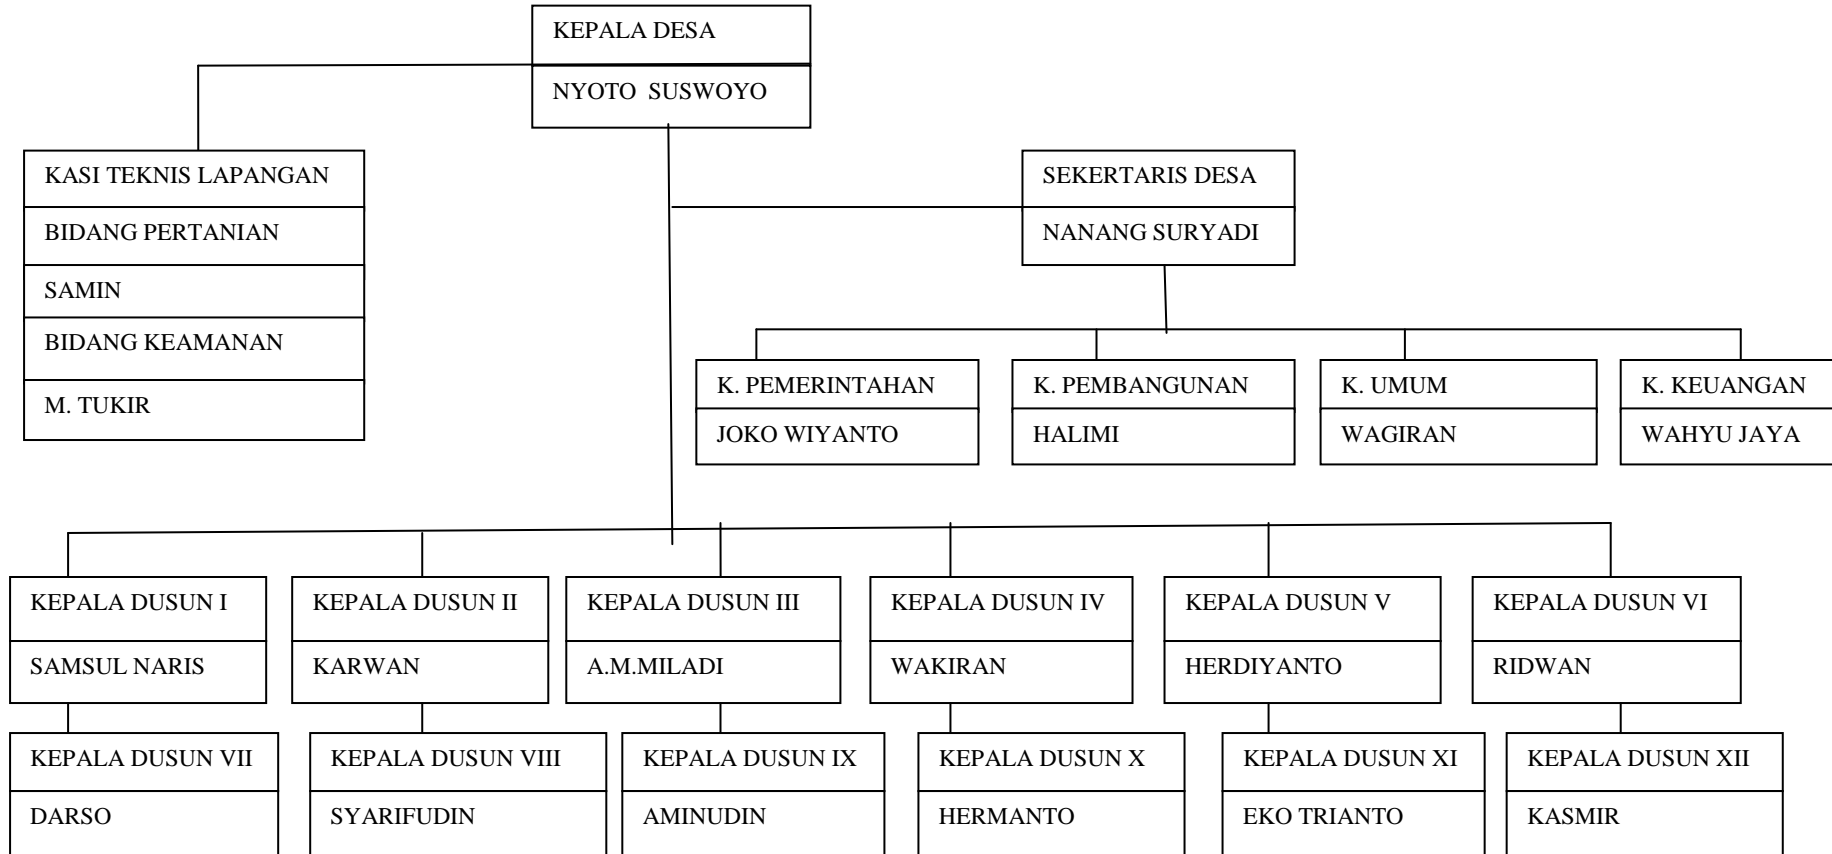 KEPALA DESA
NYOTO SUSWOYO
KASI TEKNIS LAPANGAN
BIDANG PERTANIAN
SAMIN
BIDANG KEAMANAN
M. TUKIR
SEKERTARIS DESA
NANANG SURYADI
K. PEMERINTAHAN
JOKO WIYANTO
K. PEMBANGUNAN
HALIMI
K. UMUM
WAGIRAN
K. KEUANGAN
WAHYU JAYA
KEPALA DUSUN I
SAMSUL NARIS
KEPALA DUSUN II
KARWAN
KEPALA DUSUN III
A.M.MILADI
KEPALA DUSUN IV
WAKIRAN
KEPALA DUSUN V
HERDIYANTO
KEPALA DUSUN VI
RIDWAN
KEPALA DUSUN VII
DARSO
KEPALA DUSUN VIII
SYARIFUDIN
KEPALA DUSUN IX
AMINUDIN
KEPALA DUSUN X
HERMANTO
KEPALA DUSUN XI
EKO TRIANTO
KEPALA DUSUN XII
KASMIR